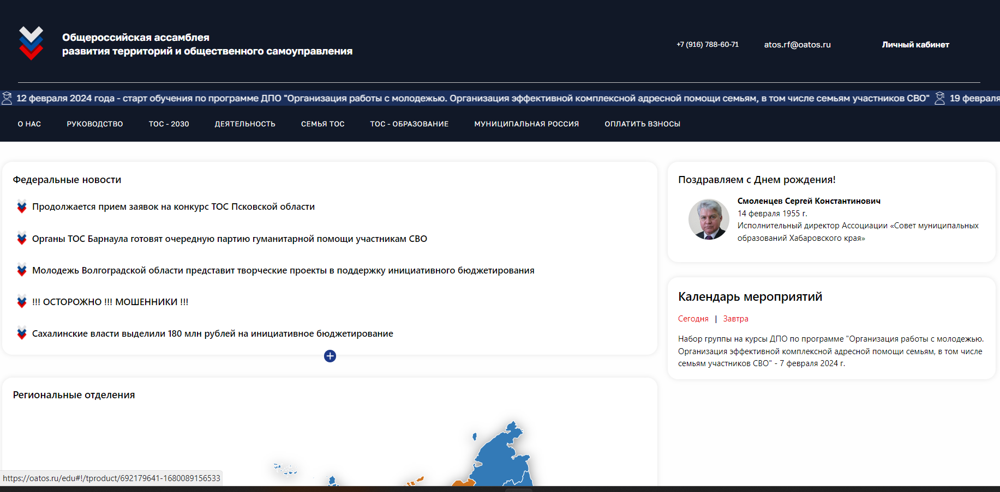 Общероссийская ассамблея
развития территорий и общественного самоуправления
+7 (916) 788-60-71
atos.rf@oatos.ru
Личный кабинет
12 февраля 2024 года - старт обучения по программе ДПО "Организация работы с молодежью. Организация эффективной комплексной адресной помощи семьям, в том числе семьям участников СВО" 19 февраля
О НАС РУКОВОДСТВО ТОС - 2030 ДЕЯТЕЛЬНОСТЬ СЕМЬЯ ТОС ТОС - ОБРАЗОВАНИЕ МУНИЦИПАЛЬНАЯ РОССИЯ ОПЛАТИТЬ ВЗНОСЫ
Федеральные новости
Продолжается прием заявок на конкурс ТОС Псковской области
Органы ТОС Барнаула готовят очередную партию гуманитарной помощи участникам СВО
Молодежь Волгоградской области представит творческие проекты в поддержку инициативного бюджетирования
!!! ОСТОРОЖНО !!! МОШЕННИКИ !!!
Сахалинские власти выделили 180 млн рублей на инициативное бюджетирование
Региональные отделения
Поздравляем с Днем рождения!
Смоленцев Сергей Константинович
14 февраля 1955 г.
Исполнительный директор Ассоциации «Совет муниципальных
образований Хабаровского края»
Календарь мероприятий
Сегодня | Завтра
Набор группы на курсы ДПО по программе "Организация работы с молодежью.
Организация эффективной комплексной адресной помощи семьям, в том числе
семьям участников СВО" - 7 февраля 2024 г.
https://oatos.ru/edu#!/tproduct/692179641-1680089156533